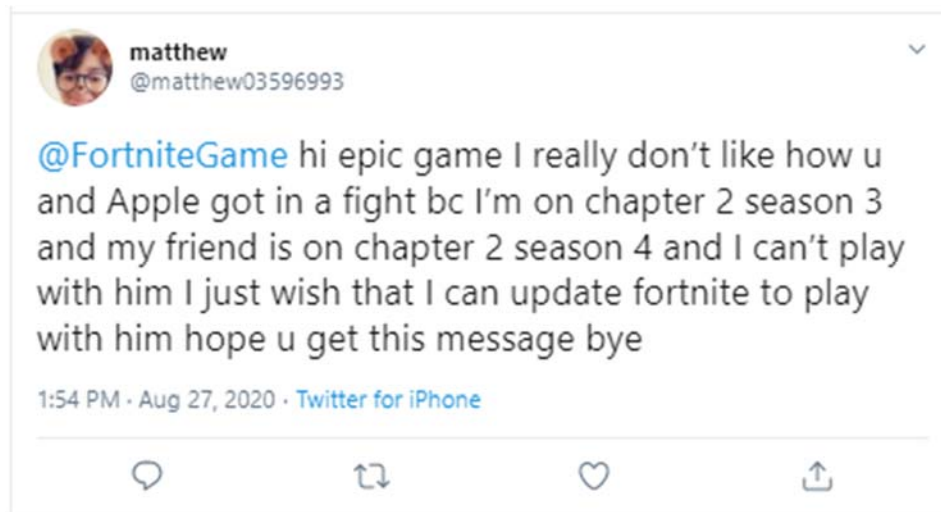 matthew
@matthew03596993
@FortniteGame hi epic game I really don't like how u
and Apple got in a fight bc I'm on chapter 2 season 3
and my friend is on chapter 2 season 4 and I can't play
with him I just wish that I can update fortnite to play
with him hope u get this message bye
1:54 PM · Aug 27, 2020 · Twitter for iPhone